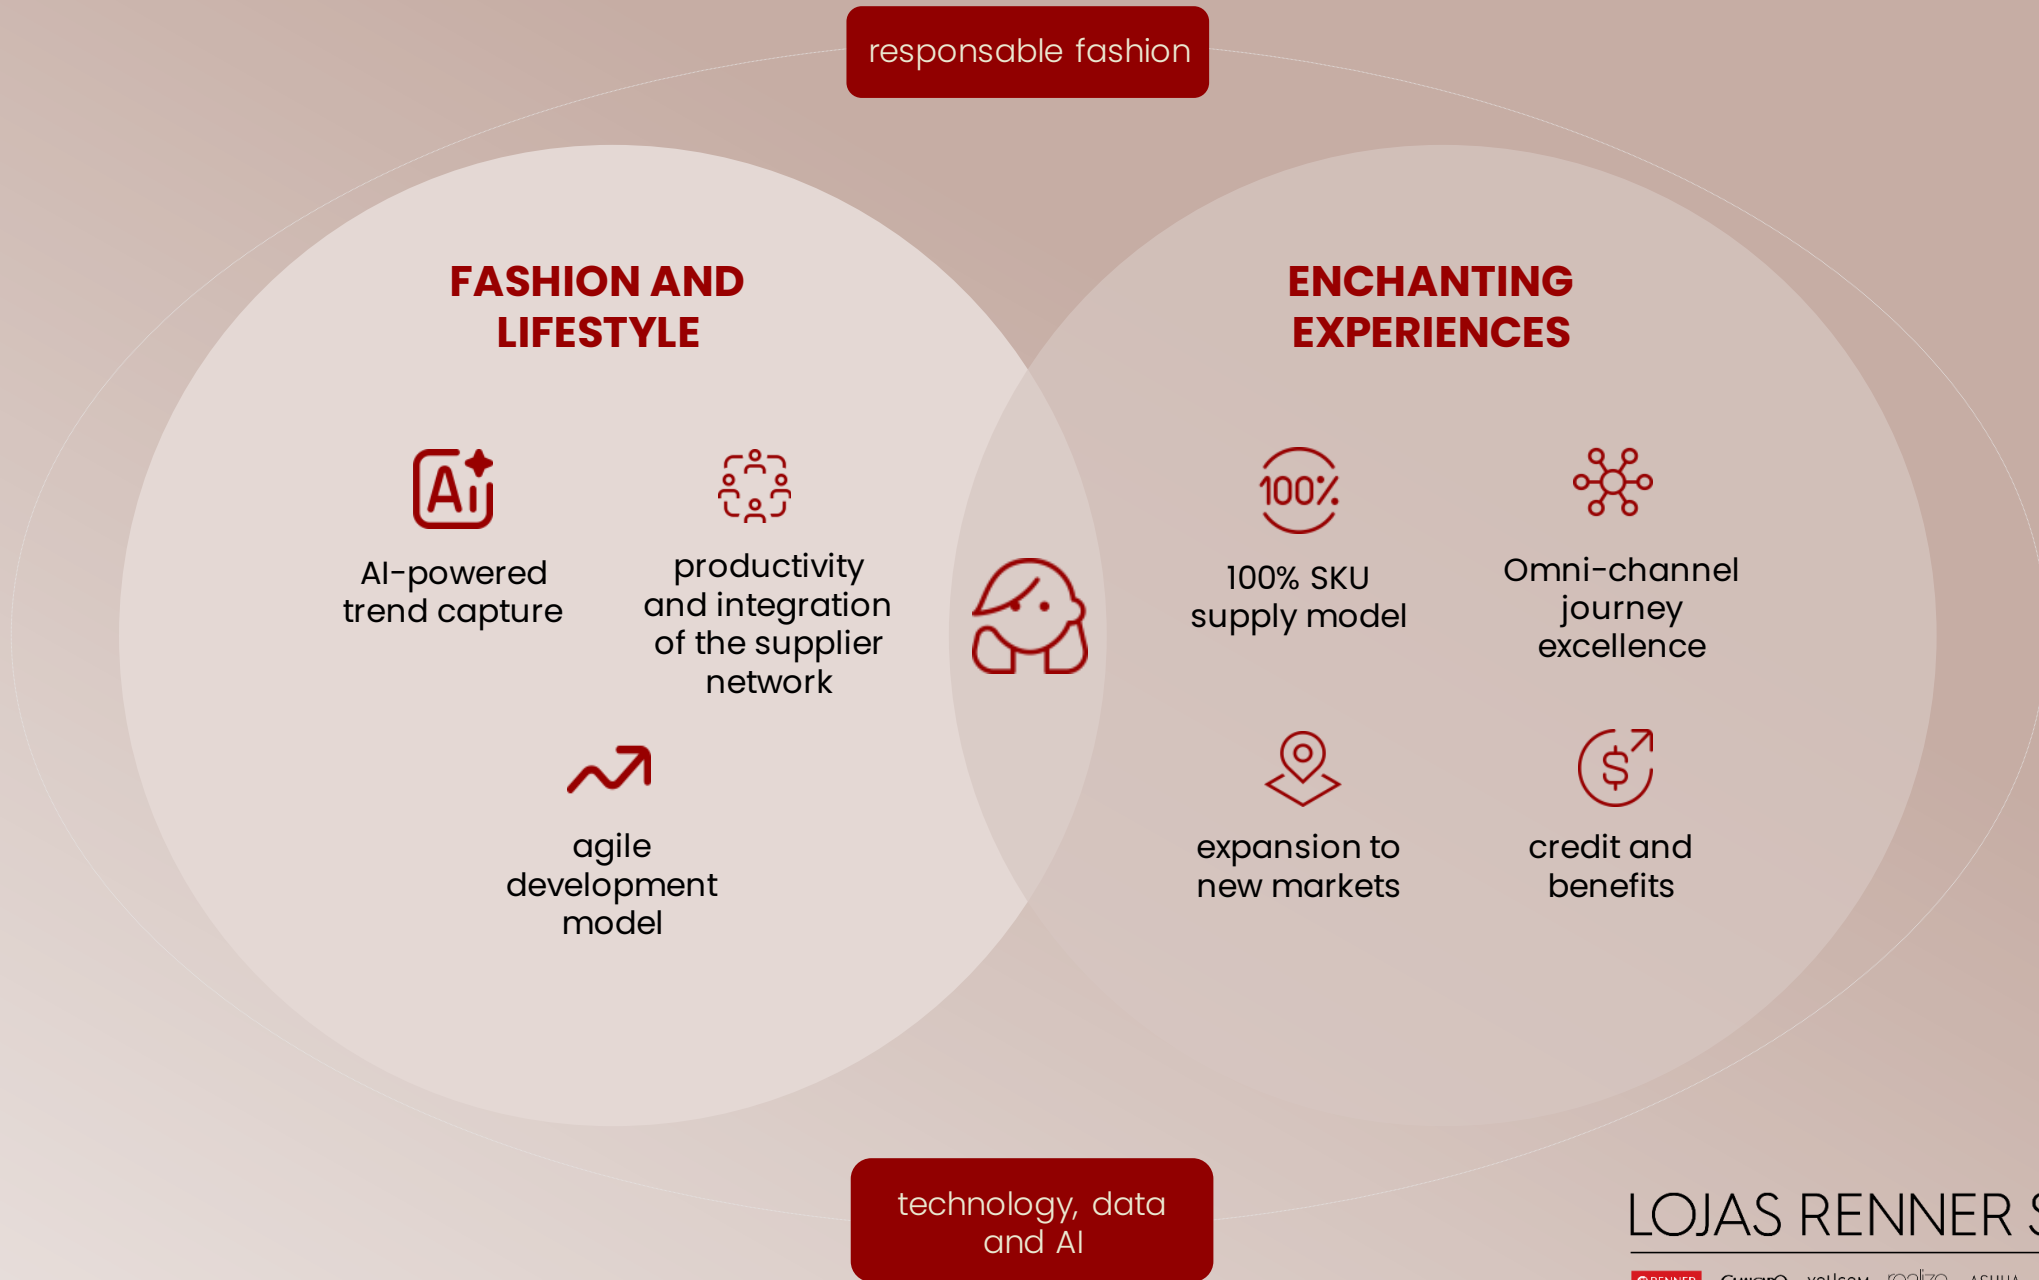 responsable fashion
FASHION AND
LIFESTYLE
Ai
AI-powered
trend capture
productivity
and integration
of the supplier
network
agile
development
model
ENCHANTING
EXPERIENCES
100%
100% SKU
supply model
Omni-channel
journey
excellence
expansion to
new markets
$
credit and
benefits
technology, data
and AI
LOJAS RENNER
RENNER